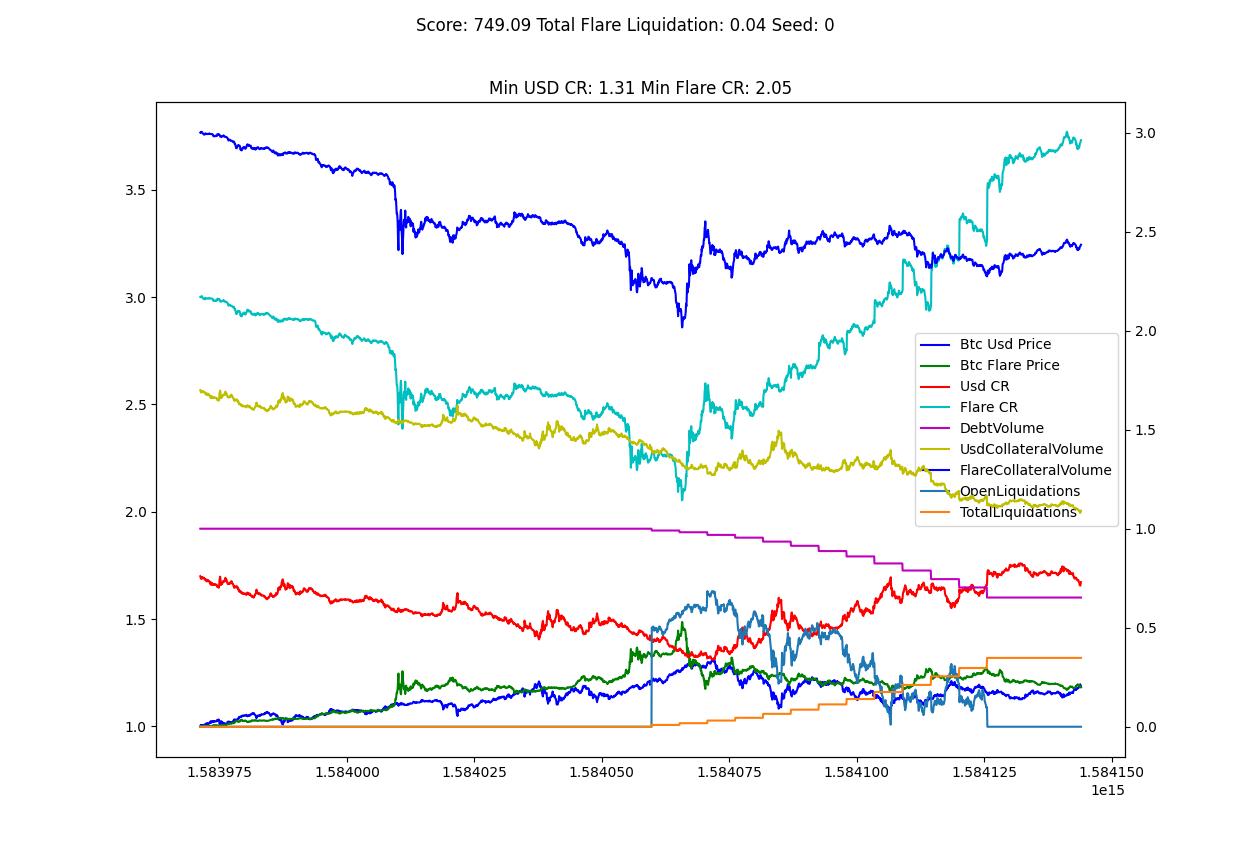 Score: 749.09 Total Flare Liquidation: 0.04 Seed: 0
Min USD CR: 1.31 Min Flare CR: 2.05
3.5
3.0
2.5
2.0
1.5
1.0
3.0
2.5
2.0
1.5
1.0
0.5
0.0
Btc Usd Price
Btc Flare Price
Usd CR
Flare CR
DebtVolume
UsdCollateralVolume
FlareCollateralVolume
OpenLiquidations
TotalLiquidations
1.583975 1.584000 1.584025 1.584050 1.584075 1.584100 1.584125 1.584150
1e15